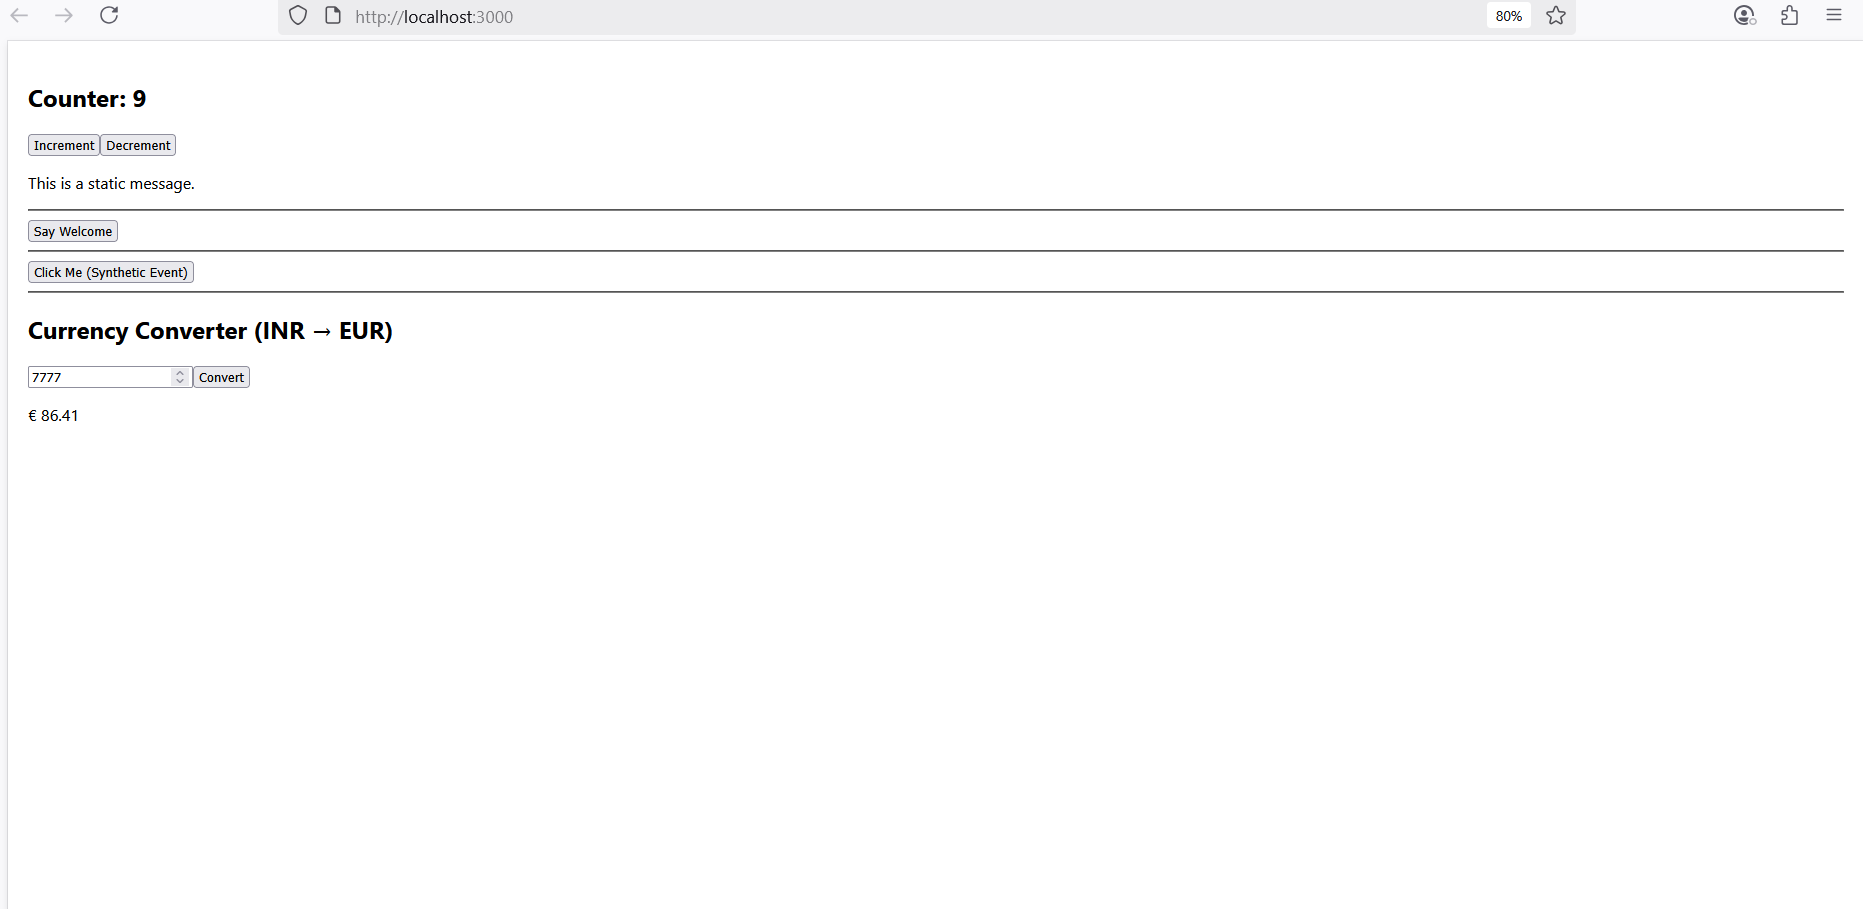 http://localhost:3000
80%
Counter: 9
Increment Decrement
This is a static message.
Say Welcome
Click Me (Synthetic Event)
Currency Converter (INR → EUR)
7777 Convert
€ 86.41